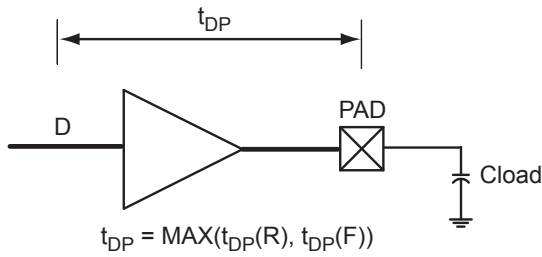 tDP
D
PAD
Cload
tDP = MAX(tDP(R), tDP(F))